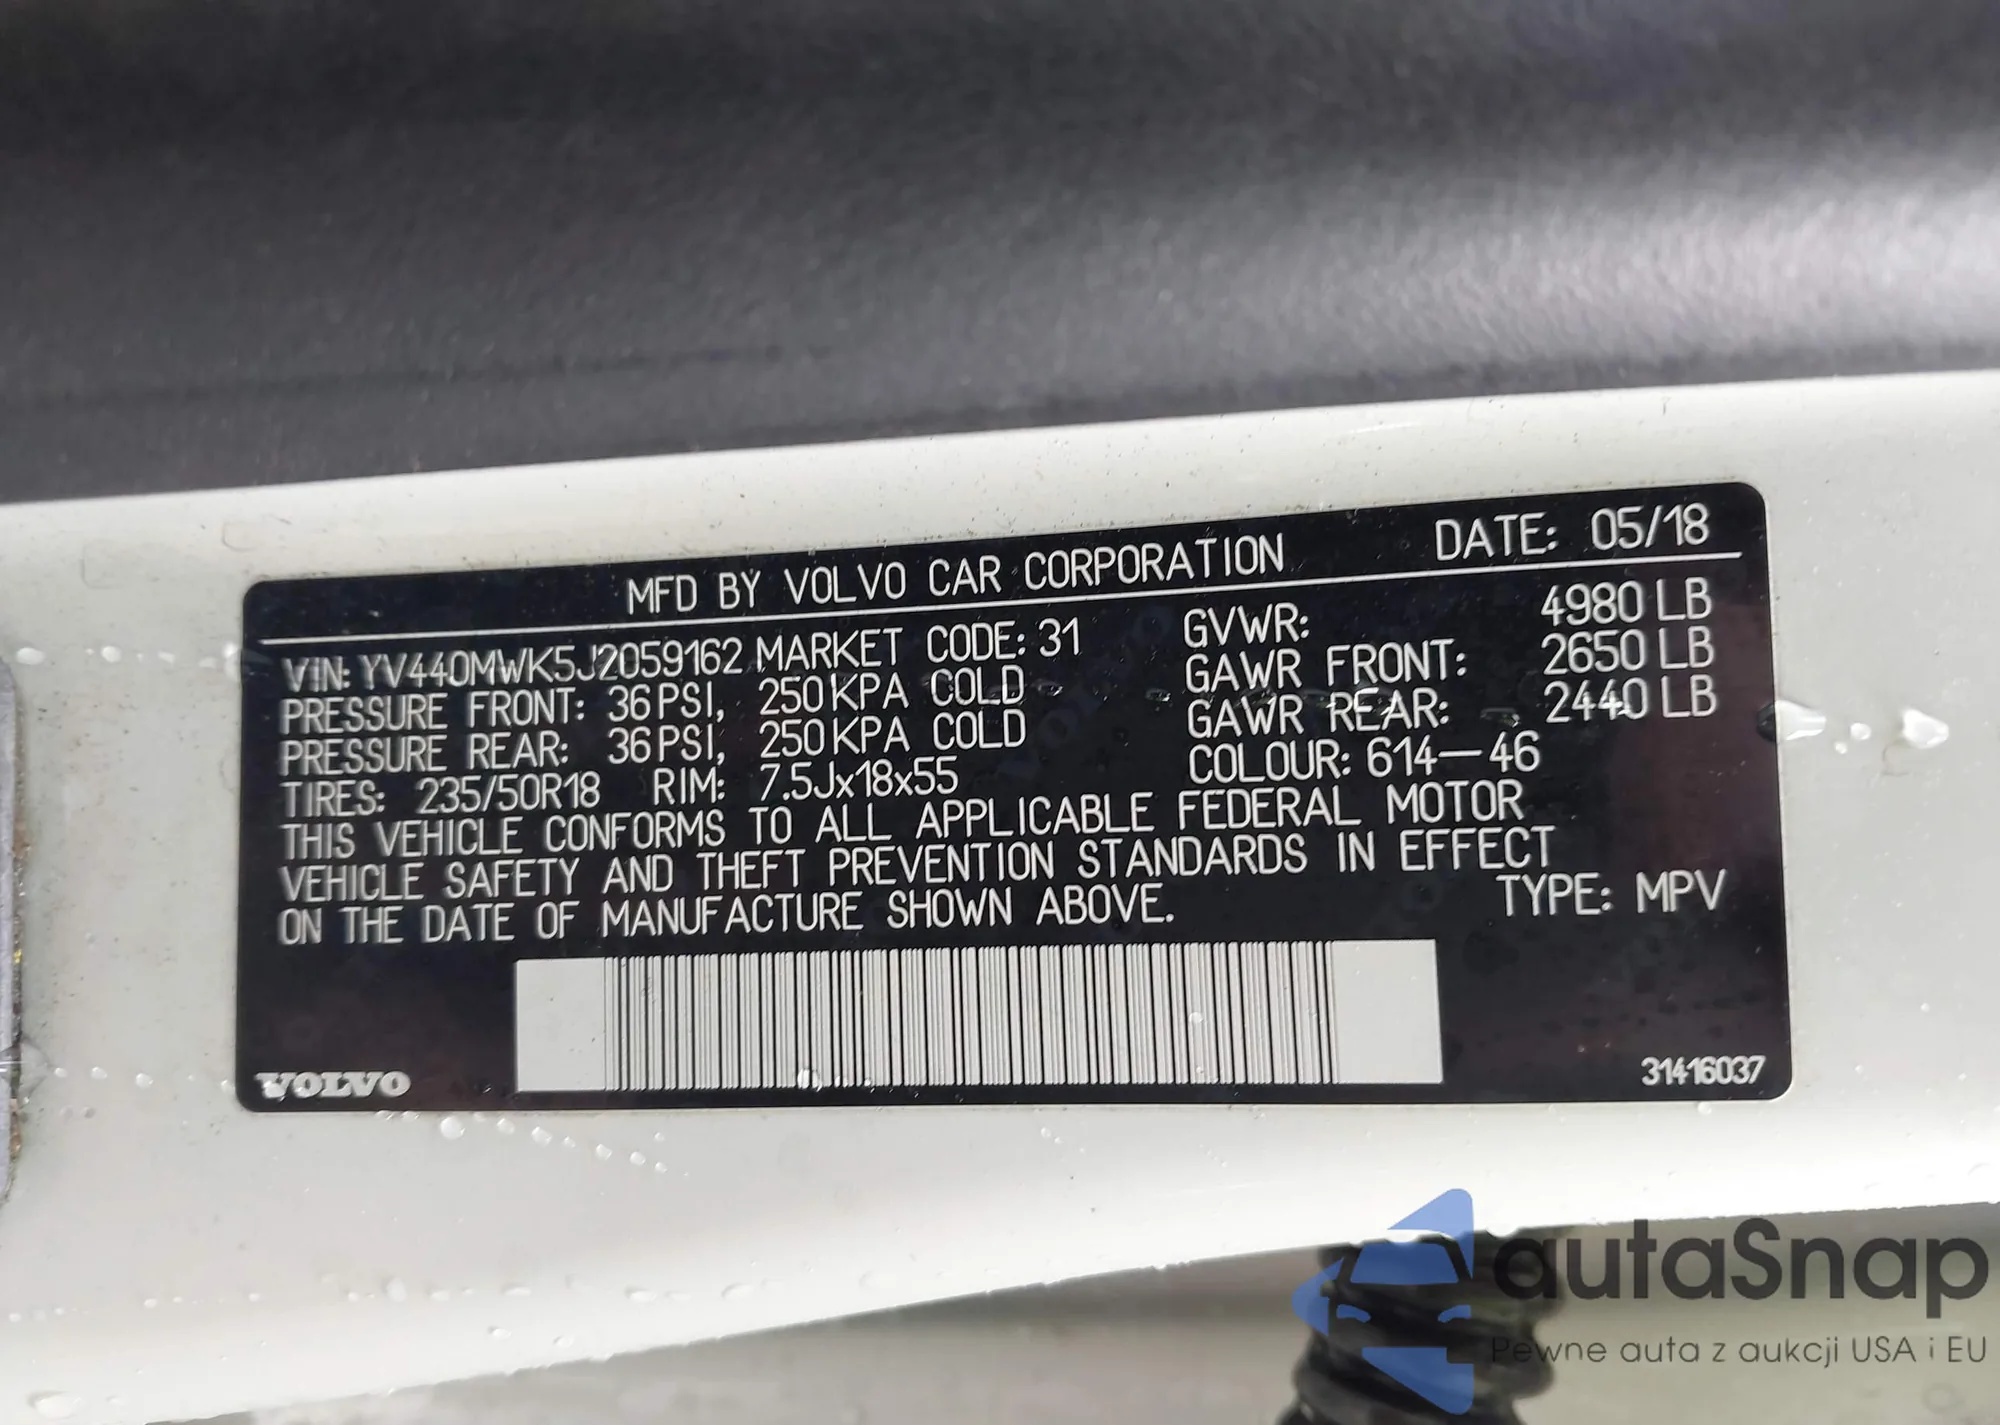 MFD BY VOLVO CAR CORPORATION DATE: 05/18
VIN: YV440MWK5J2059162 MARKET CODE: 31 GVWR: 4980 LB
PRESSURE FRONT: 36 PSI, 250 KPA COLD GAWR FRONT: 2650 LB
PRESSURE REAR: 36 PSI, 250 KPA COLD GAWR REAR: 2440 LB
TIRES: 235/50R18 RIM: 7.5Jx18x55 COLOUR: 614-46
THIS VEHICLE CONFORMS TO ALL APPLICABLE FEDERAL MOTOR
VEHICLE SAFETY AND THEFT PREVENTION STANDARDS IN EFFECT
ON THE DATE OF MANUFACTURE SHOWN ABOVE. TYPE: MPV
VOLVO 31416037
autaSnap
Pewne auta z aukcji USA i EU